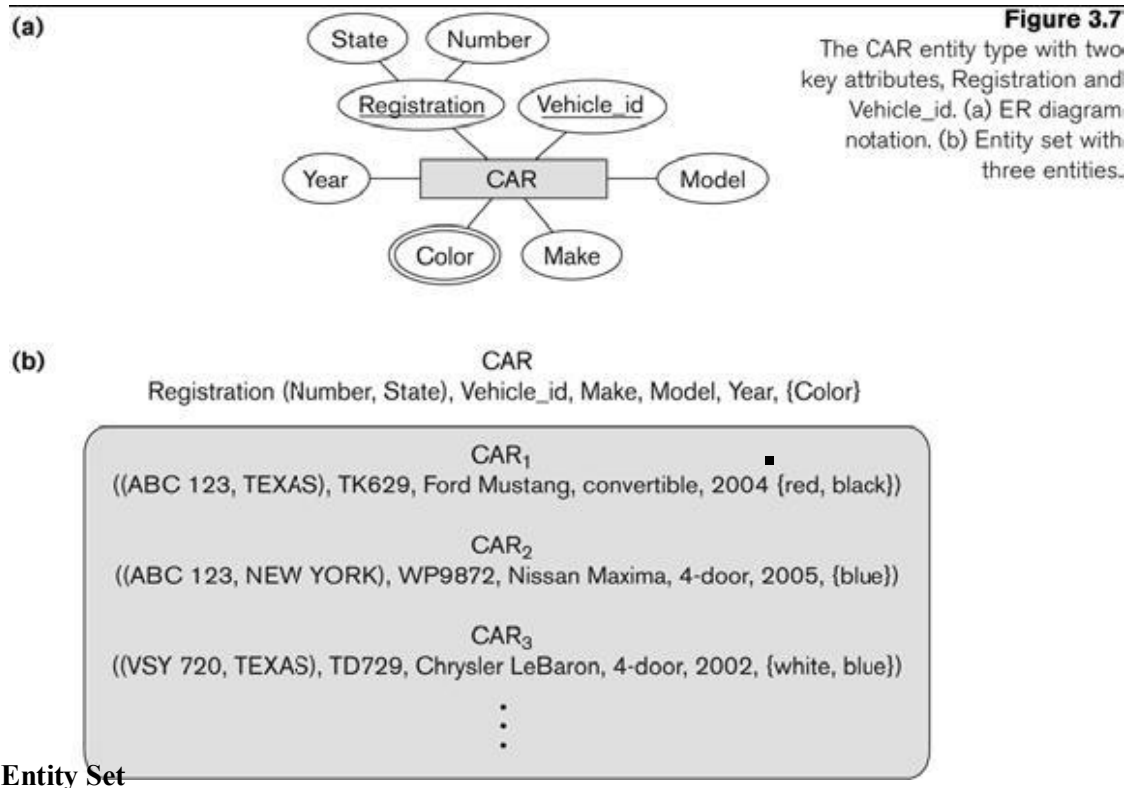 (a)
State
Number
Registration
Vehicle_id
Year
CAR
Model
Color
Make
Figure 3.7
The CAR entity type with two
key attributes, Registration and
Vehicle_id. (a) ER diagram
notation. (b) Entity set with
three entities.
(b)
CAR
Registration (Number, State), Vehicle_id, Make, Model, Year, {Color}
CAR₁
((ABC 123, TEXAS), TK629, Ford Mustang, convertible, 2004 {red, black})
CAR₂
((ABC 123, NEW YORK), WP9872, Nissan Maxima, 4-door, 2005, {blue})
CAR₃
((VSY 720, TEXAS), TD729, Chrysler LeBaron, 4-door, 2002, {white, blue})
Entity Set